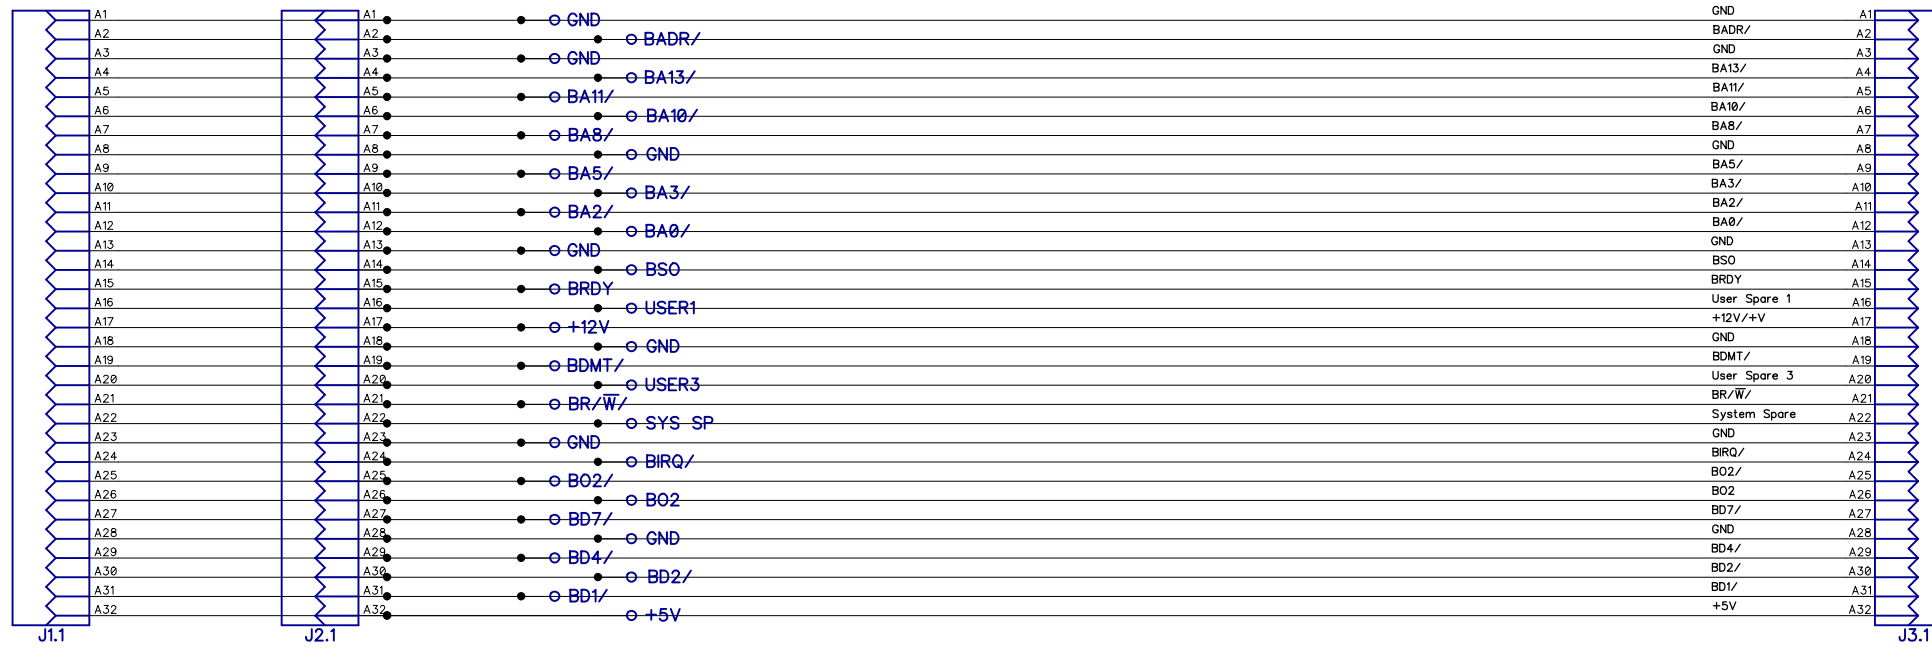 A1 A1 GND GND A1
A2 A2 BADR/ BADR/ A2
A3 A3 GND GND A3
A4 A4 BA13/ BA13/ A4
A5 A5 BA11/ BA11/ A5
A6 A6 BA10/ BA10/ A6
A7 A7 BA8/ BA8/ A7
A8 A8 GND GND A8
A9 A9 BA5/ BA5/ A9
A10 A10 BA3/ BA3/ A10
A11 A11 BA2/ BA2/ A11
A12 A12 BA0/ BA0/ A12
A13 A13 GND GND A13
A14 A14 BSO BSO A14
A15 A15 BRDY BRDY A15
A16 A16 USER1 User Spare 1 A16
A17 A17 +12V +12V/+V A17
A18 A18 GND GND A18
A19 A19 BDMT/ BDMT/ A19
A20 A20 USER3 User Spare 3 A20
A21 A21 BR/W̅/ BR/W̅/ A21
A22 A22 SYS SP System Spare A22
A23 A23 GND GND A23
A24 A24 BIRQ/ BIRQ/ A24
A25 A25 BO2/ BO2/ A25
A26 A26 BO2 BO2 A26
A27 A27 BD7/ BD7/ A27
A28 A28 GND GND A28
A29 A29 BD4/ BD4/ A29
A30 A30 BD2/ BD2/ A30
A31 A31 BD1/ BD1/ A31
A32 A32 +5V +5V A32
J1.1 J2.1 J3.1